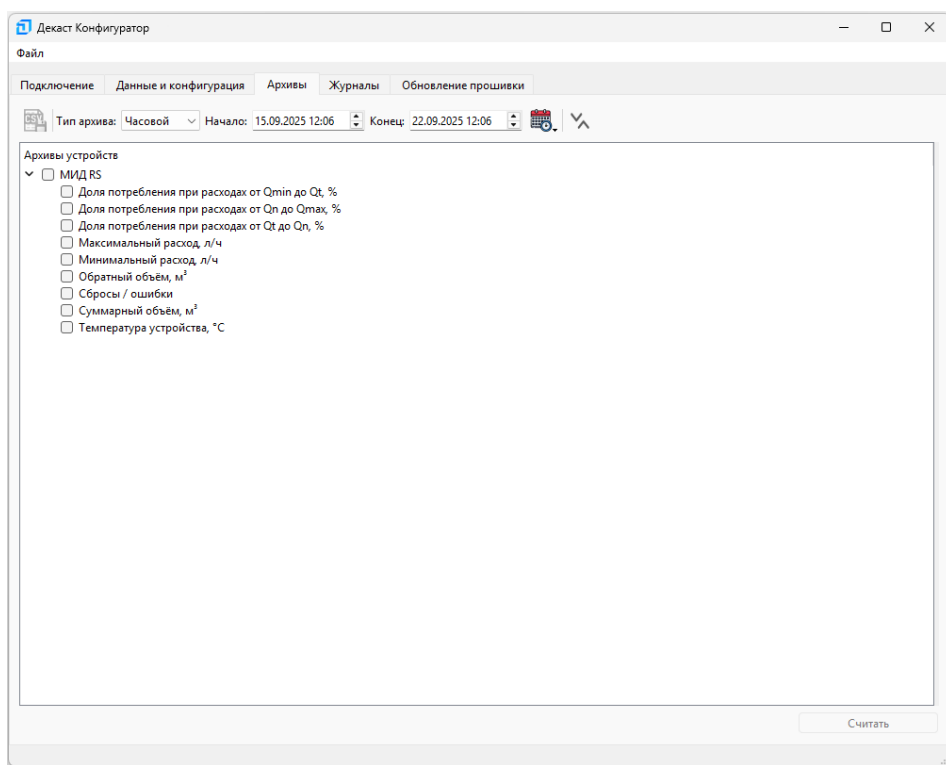 Декаст Конфигуратор
Файл
Подключение Данные и конфигурация Архивы Журналы Обновление прошивки
CSV Тип архива: Часовой Начало: 15.09.2025 12:06 Конец: 22.09.2025 12:06
Архивы устройств
МИД RS
Доля потребления при расходах от Qmin до Qt, %
Доля потребления при расходах от Qn до Qmax, %
Доля потребления при расходах от Qt до Qn, %
Максимальный расход, л/ч
Минимальный расход, л/ч
Обратный объём, м³
Сбросы / ошибки
Суммарный объём, м³
Температура устройства, °C
Считать